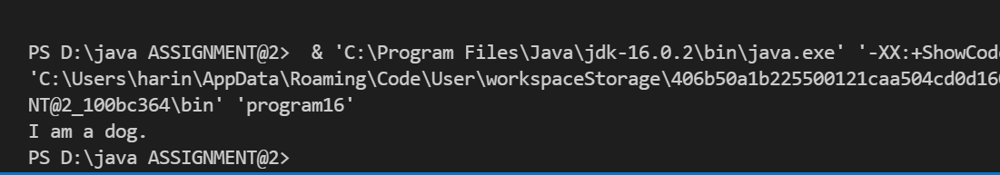 PS D:\java ASSIGNMENT@2>  & 'C:\Program Files\Java\jdk-16.0.2\bin\java.exe' '-XX:+ShowCod
'C:\Users\harin\AppData\Roaming\Code\User\workspaceStorage\406b50a1b225500121caa504cd0d16
NT@2_100bc364\bin' 'program16'
I am a dog.
PS D:\java ASSIGNMENT@2>